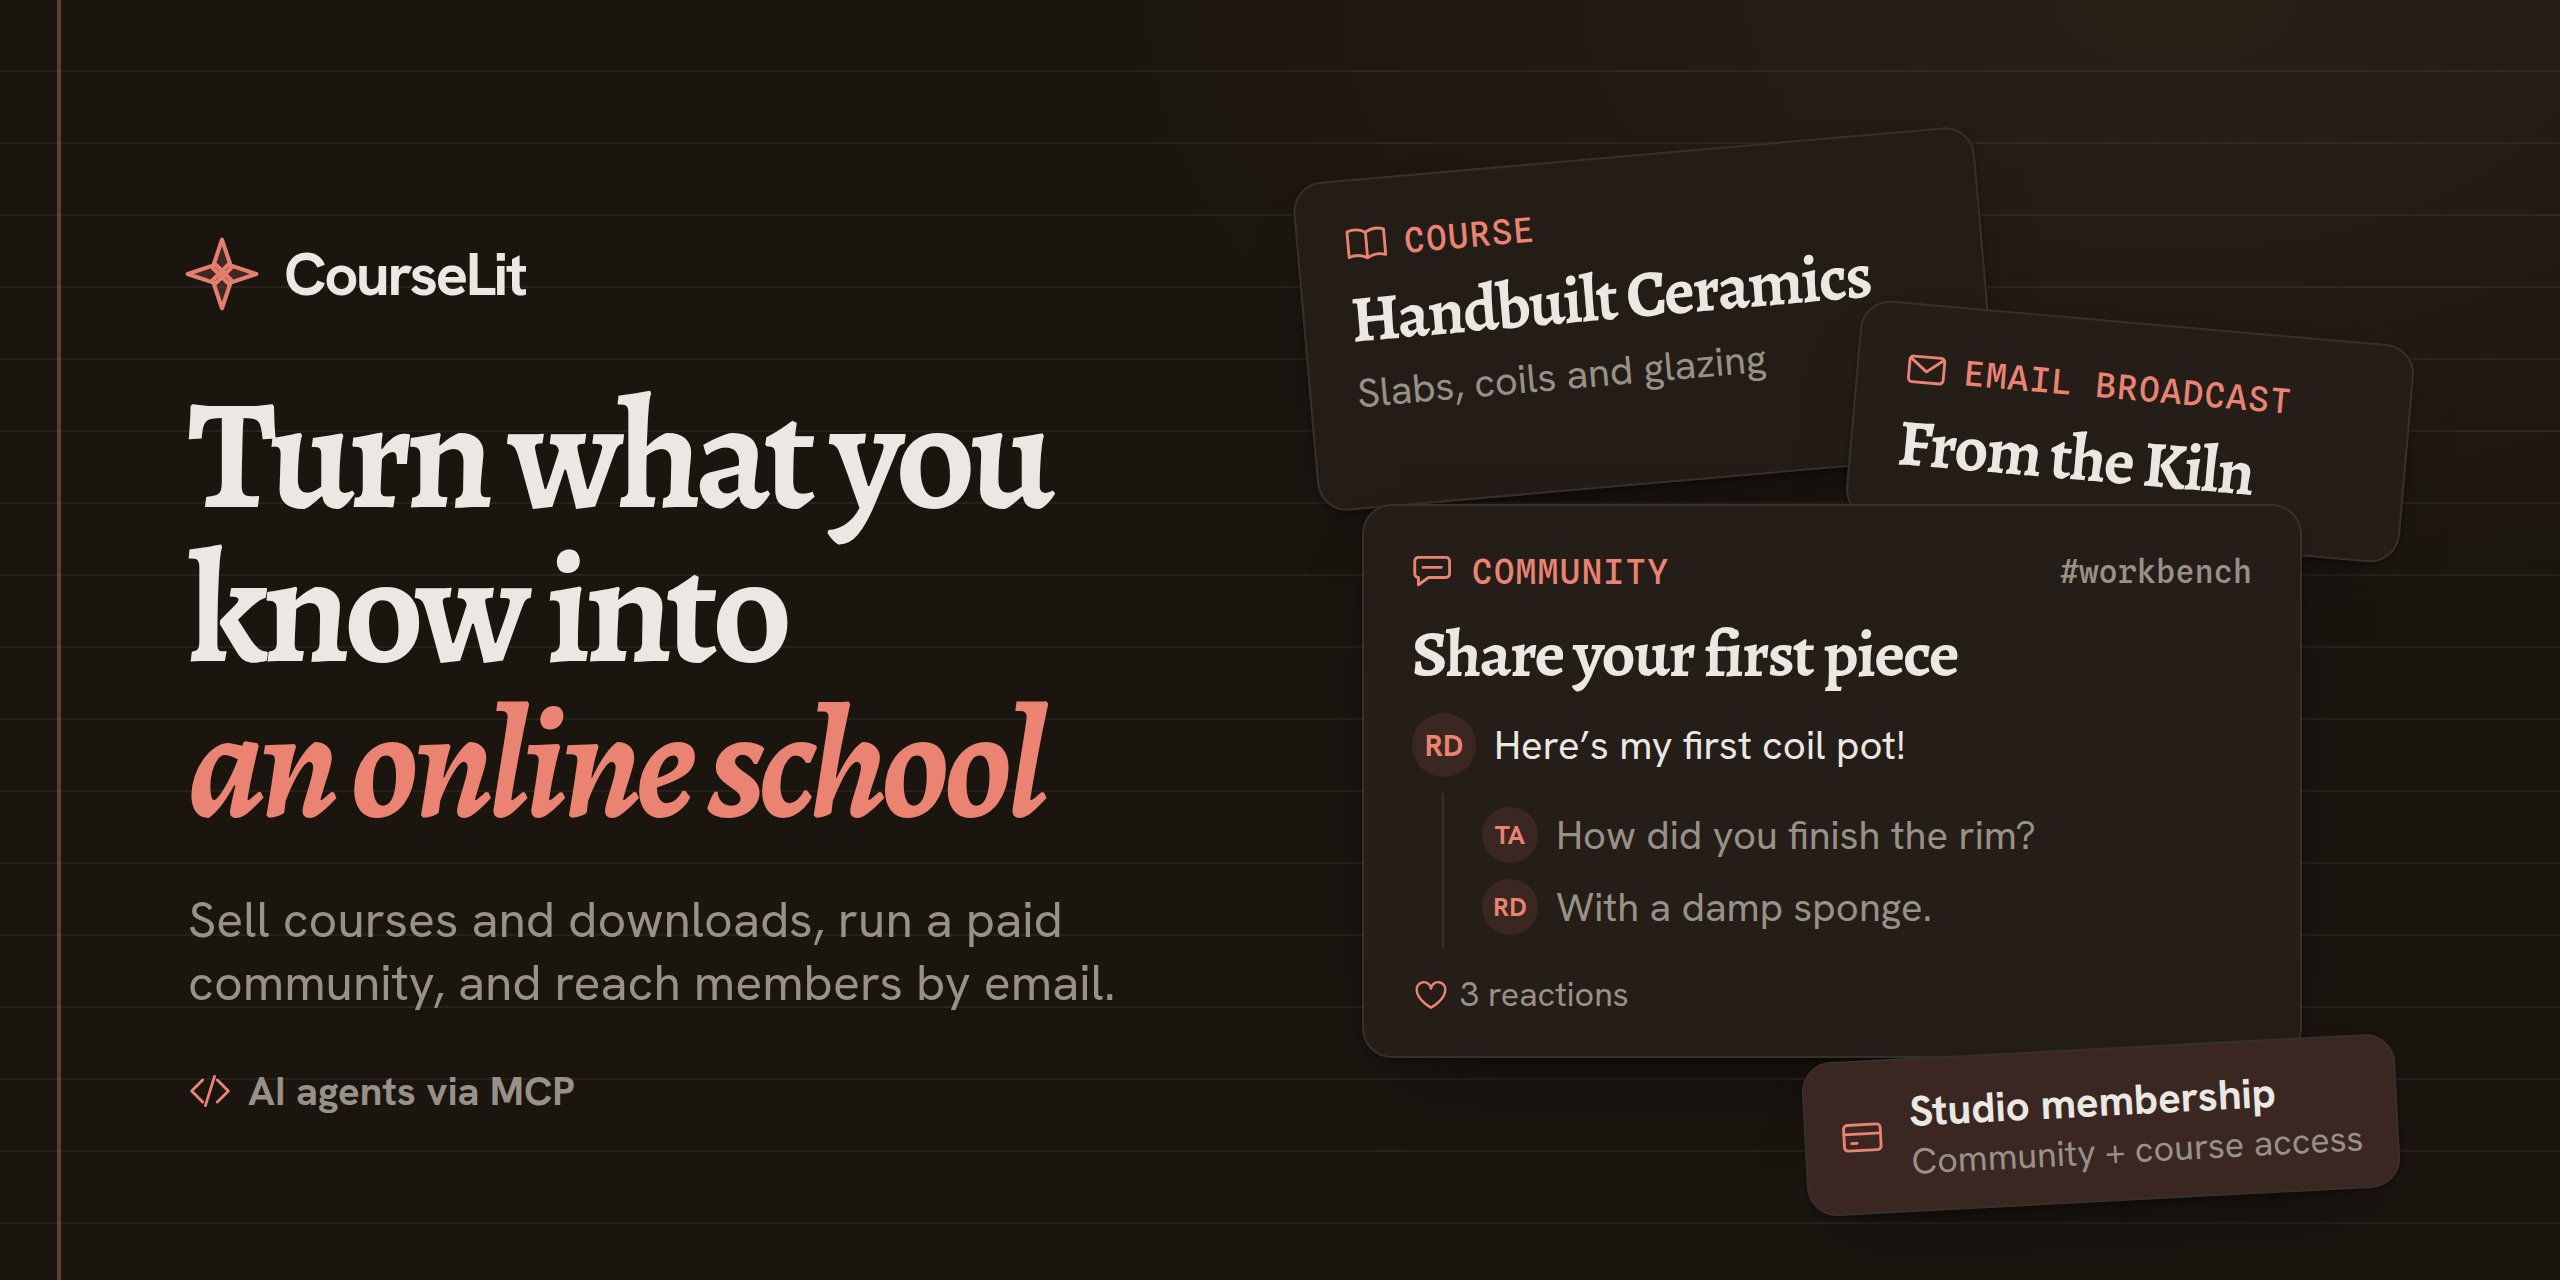 CourseLit
Turn what you
know into
an online school
Sell courses and downloads, run a paid
community, and reach members by email.
AI agents via MCP
COURSE
Handbuilt Ceramics
Slabs, coils and glazing
EMAIL BROADCAST
From the Kiln
COMMUNITY
#workbench
Share your first piece
RD
Here’s my first coil pot!
TA
How did you finish the rim?
RD
With a damp sponge.
3 reactions
Studio membership
Community + course access